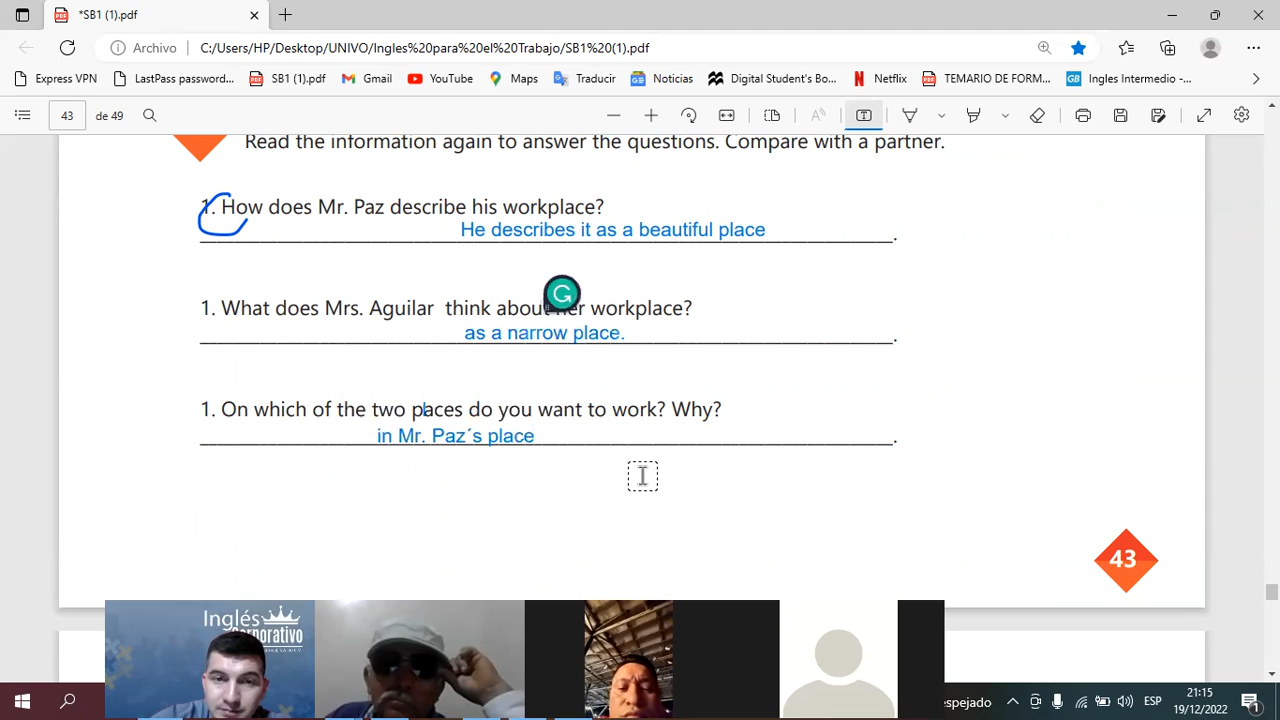 *SB1 (1).pdf
Archivo C:/Users/HP/Desktop/UNIVO/Ingles%20para%20el%20Trabajo/SB1%20(1).pdf
Express VPN LastPass password... SB1 (1).pdf Gmail YouTube Maps Traducir Noticias Digital Student's Bo... Netflix TEMARIO DE FORM... Ingles Intermedio -...
43 de 49
Read the information again to answer the questions. Compare with a partner.
1. How does Mr. Paz describe his workplace?
He describes it as a beautiful place
1. What does Mrs. Aguilar think about her workplace?
as a narrow place.
1. On which of the two paces do you want to work? Why?
in Mr. Paz´s place
43
Inglés
Corporativo
espejado ESP 21:15
19/12/2022